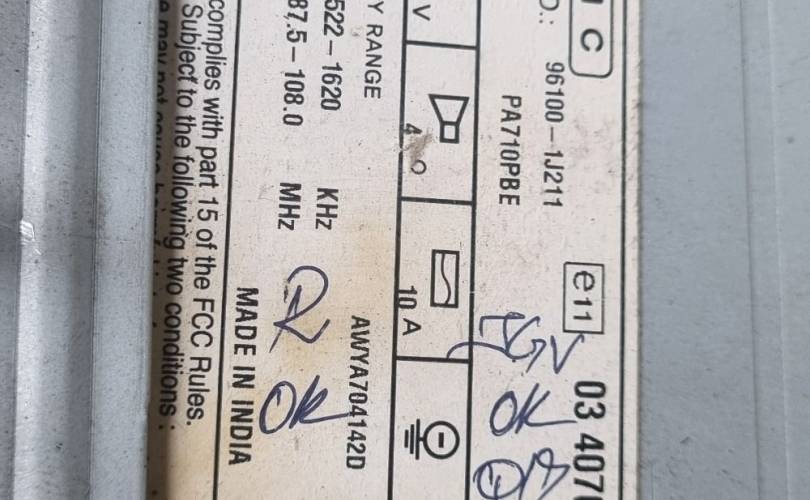 C
D.: 96100-1J211 e11 03 407
PA710PBE
V 4 10 A
Y RANGE
AWYA704142D
522-1620 KHz
87.5-108.0 MHz
OK
OK
MADE IN INDIA
complies with part 15 of the FCC Rules.
Subject to the following two conditions :